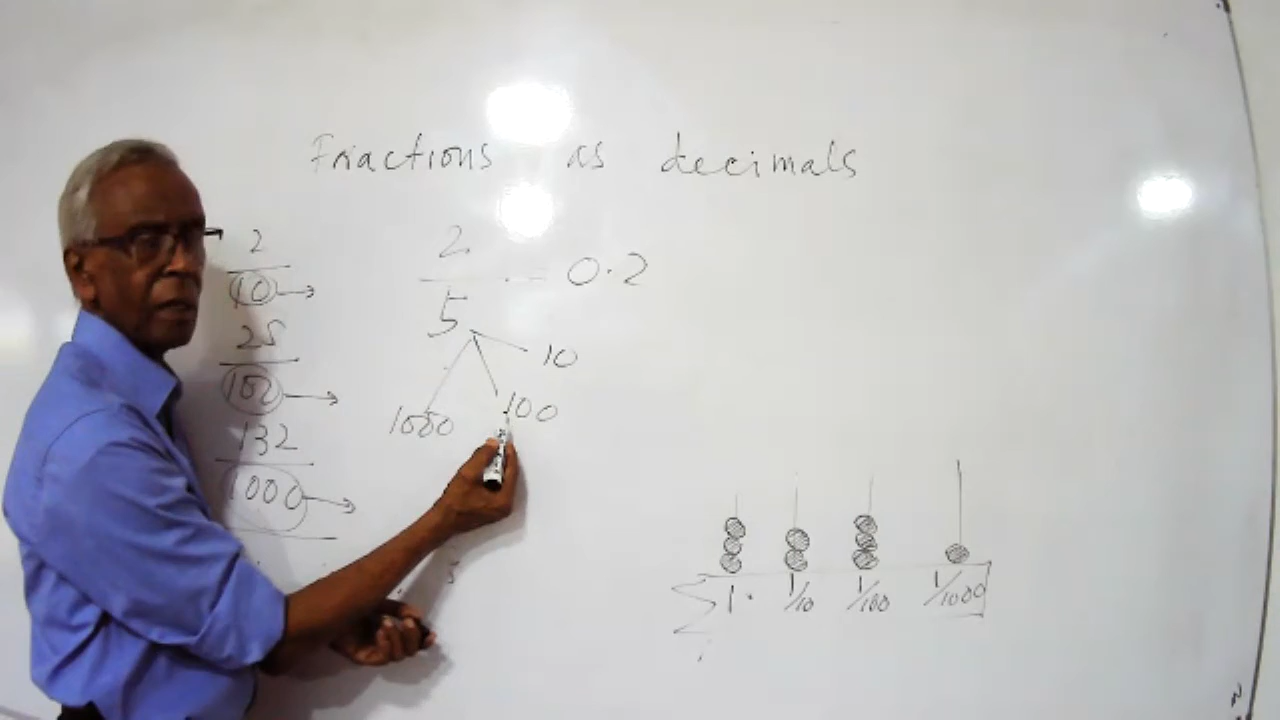 Fractions as decimals
2/10 →
25/100 →
132/1000 →
2/5 = 0.2
10
100
1000
1. 1/10 1/100 1/1000